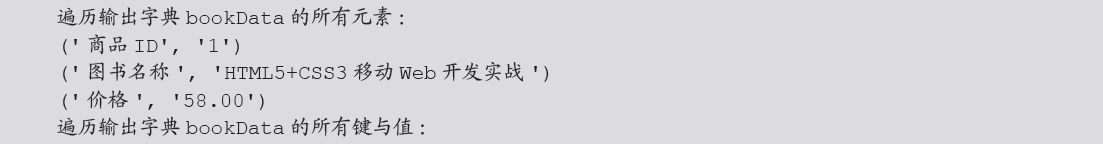 遍历输出字典 bookData 的所有元素：
(' 商品 ID', '1')
(' 图书名称 ', 'HTML5+CSS3 移动 Web 开发实战 ')
(' 价格 ', '58.00')
遍历输出字典 bookData 的所有键与值：